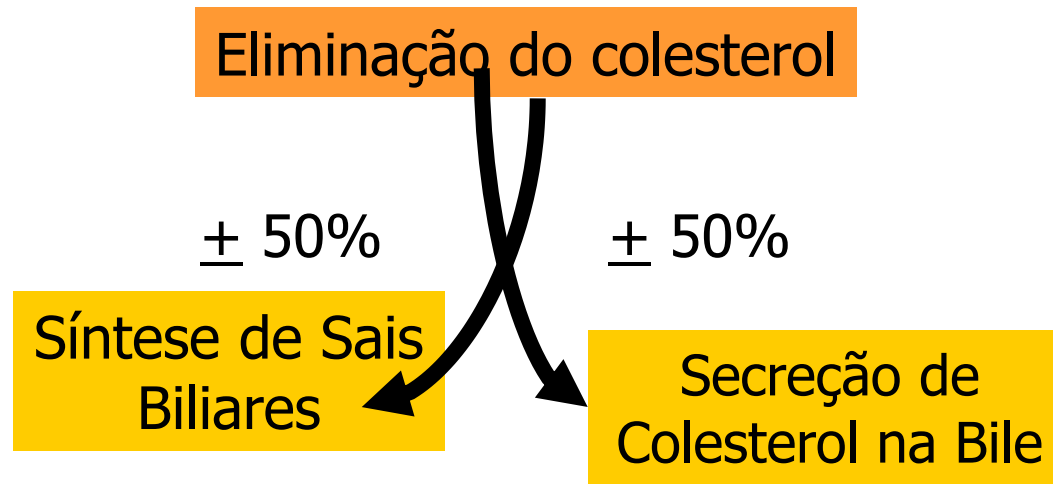 Eliminação do colesterol
± 50%
± 50%
Síntese de Sais
Biliares
Secreção de
Colesterol na Bile